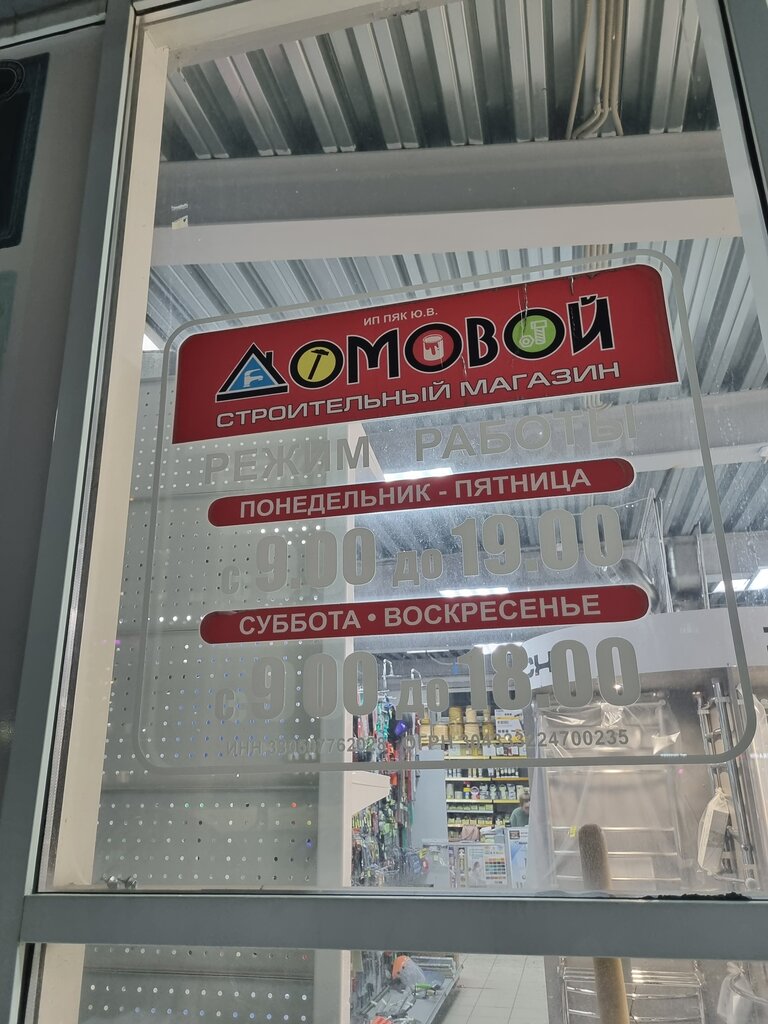 ИП ПЯК Ю.В.
ДОМОВОЙ
СТРОИТЕЛЬНЫЙ МАГАЗИН
РЕЖИМ РАБОТЫ
ПОНЕДЕЛЬНИК - ПЯТНИЦА
с 9.00 до 19.00
СУББОТА • ВОСКРЕСЕНЬЕ
с 9.00 до 18.00
ИНН